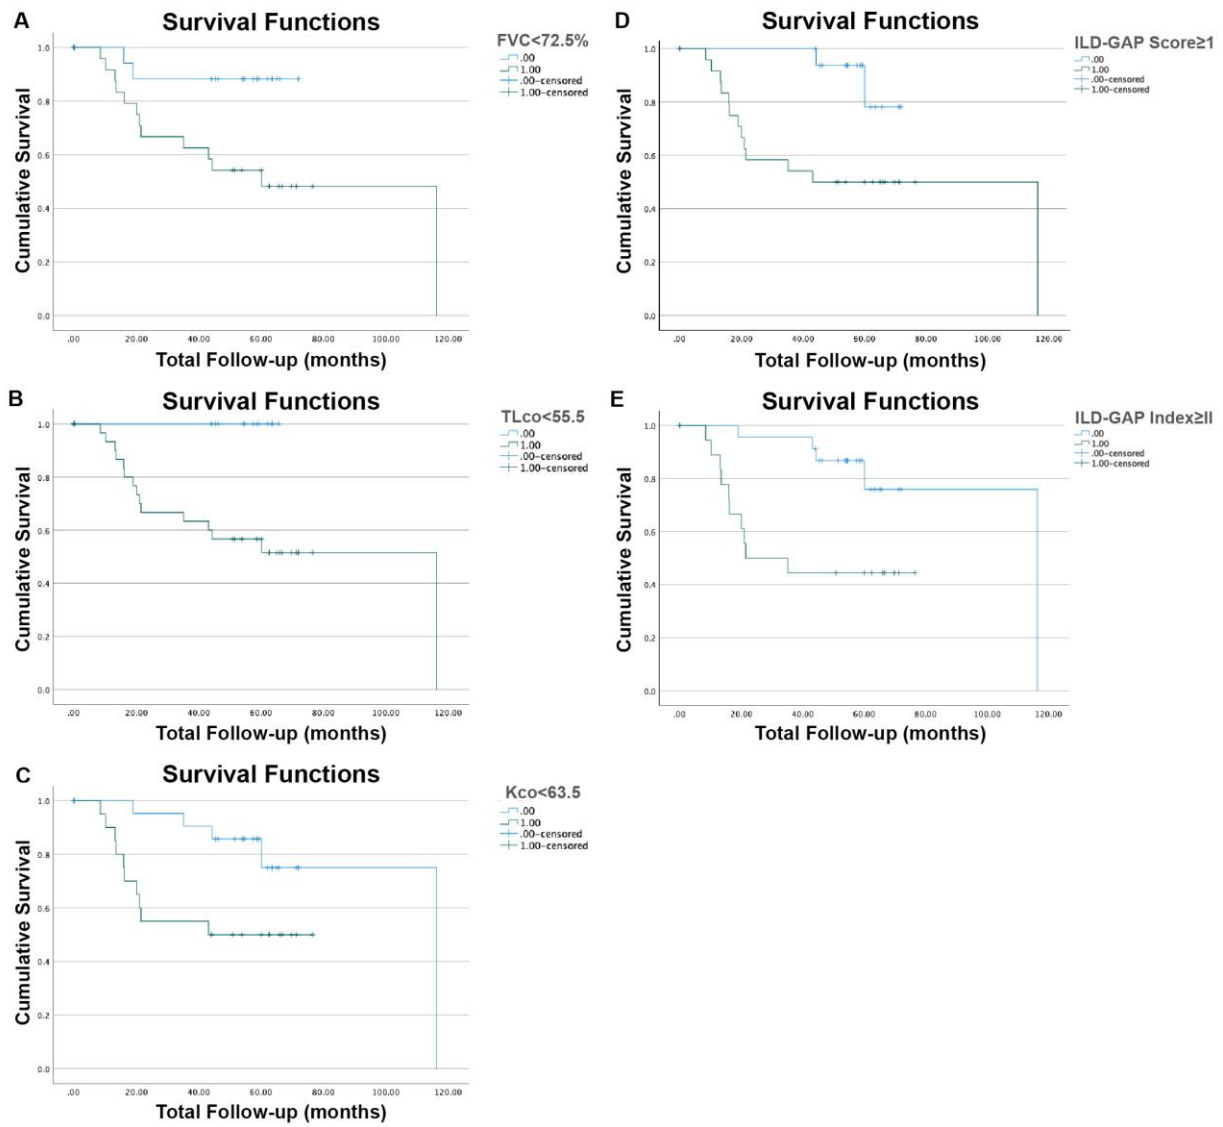 A
Survival Functions
FVC<72.5%
.00
1.00
.00-censored
1.00-censored
Cumulative Survival
1.0
0.8
0.6
0.4
0.2
0.0
.00 20.00 40.00 60.00 80.00 100.00 120.00
Total Follow-up (months)
D
Survival Functions
ILD-GAP Score≥1
.00
1.00
.00-censored
1.00-censored
Cumulative Survival
1.0
0.8
0.6
0.4
0.2
0.0
.00 20.00 40.00 60.00 80.00 100.00 120.00
Total Follow-up (months)
B
Survival Functions
TLco<55.5
.00
1.00
.00-censored
1.00-censored
Cumulative Survival
1.0
0.8
0.6
0.4
0.2
0.0
.00 20.00 40.00 60.00 80.00 100.00 120.00
Total Follow-up (months)
E
Survival Functions
ILD-GAP Index≥II
.00
1.00
.00-censored
1.00-censored
Cumulative Survival
1.0
0.8
0.6
0.4
0.2
0.0
.00 20.00 40.00 60.00 80.00 100.00 120.00
Total Follow-up (months)
C
Survival Functions
Kco<63.5
.00
1.00
.00-censored
1.00-censored
Cumulative Survival
1.0
0.8
0.6
0.4
0.2
0.0
.00 20.00 40.00 60.00 80.00 100.00 120.00
Total Follow-up (months)